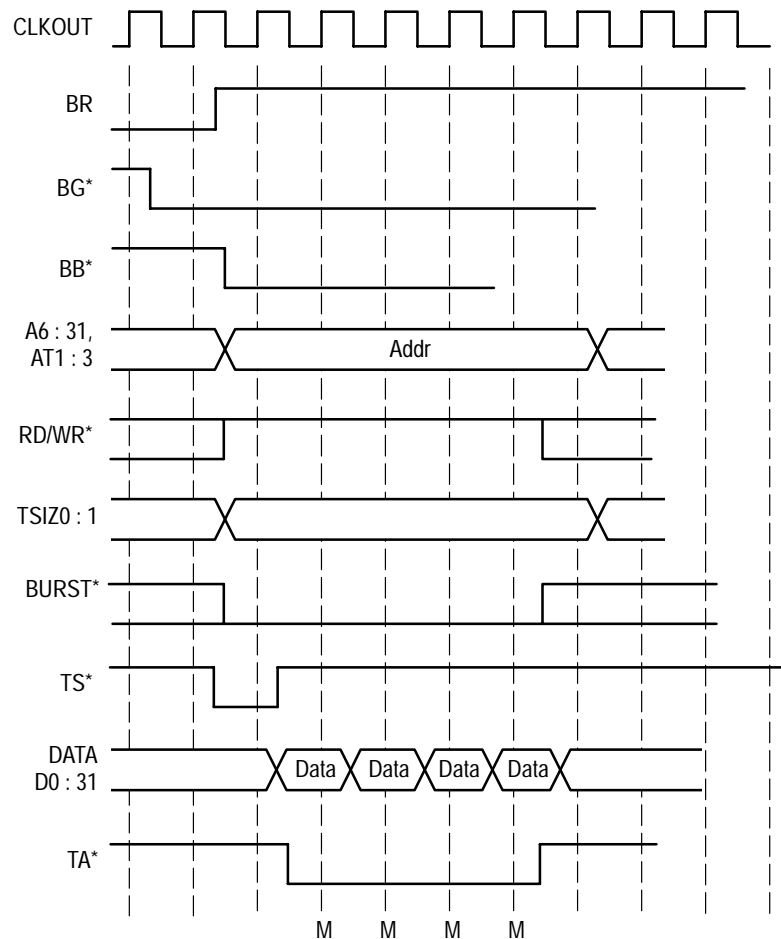 CLKOUT
BR
BG*
BB*
A6 : 31,
AT1 : 3
Addr
RD/WR*
TSIZ0 : 1
BURST*
TS*
DATA
D0 : 31
Data Data Data Data
TA*
M M M M